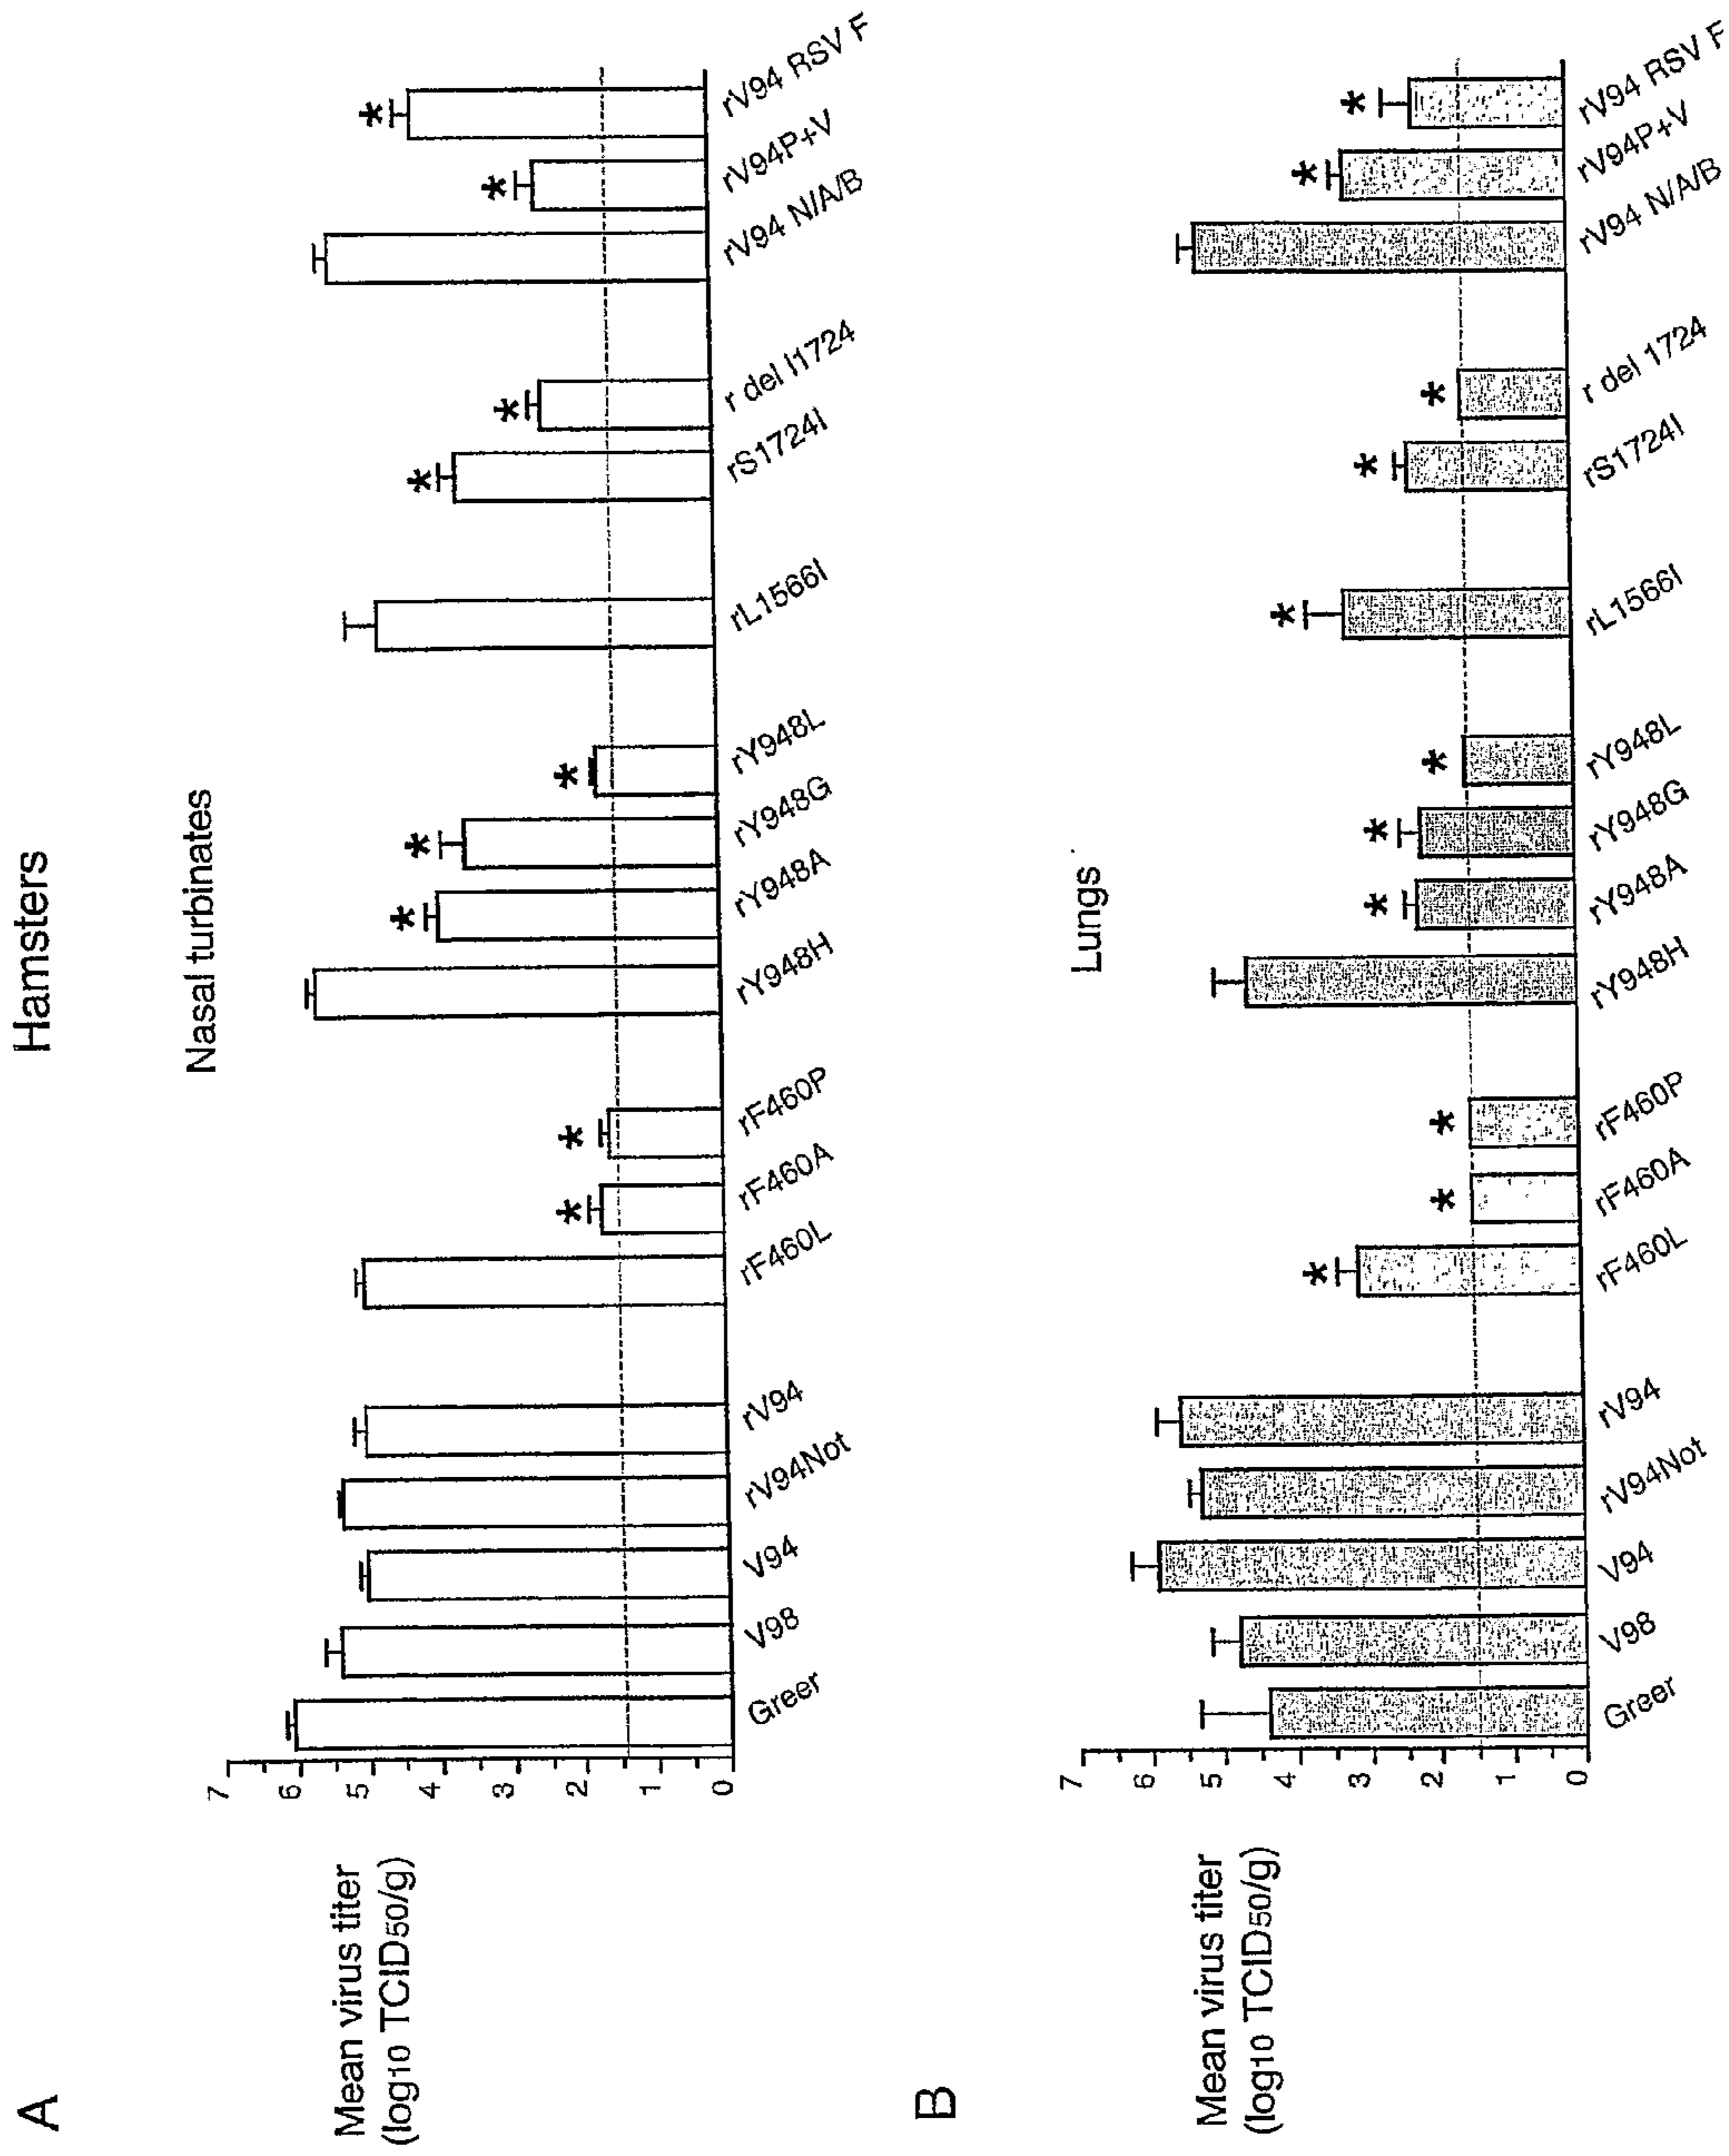 Hamsters
A
Nasal turbinates
Mean virus titer
(log10 TCID50/g)
7
6
5
4
3
2
1
0
* * * * * * * * *
Greer
V98
V94
rV94Not
rV94
rF460L
rF460A
rF460P
rY948H
rY948A
rY948G
rY948L
rL1566I
rS1724I
r del I1724
rV94 N/A/B
rV94P+V
rV94 RSV F
B
Lungs
Mean virus titer
(log10 TCID50/g)
7
6
5
4
3
2
1
0
* * * * * * * * * * *
Greer
V98
V94
rV94Not
rV94
rF460L
rF460A
rF460P
rY948H
rY948A
rY948G
rY948L
rL1566I
rS1724I
r del 1724
rV94 N/A/B
rV94P+V
rV94 RSV F